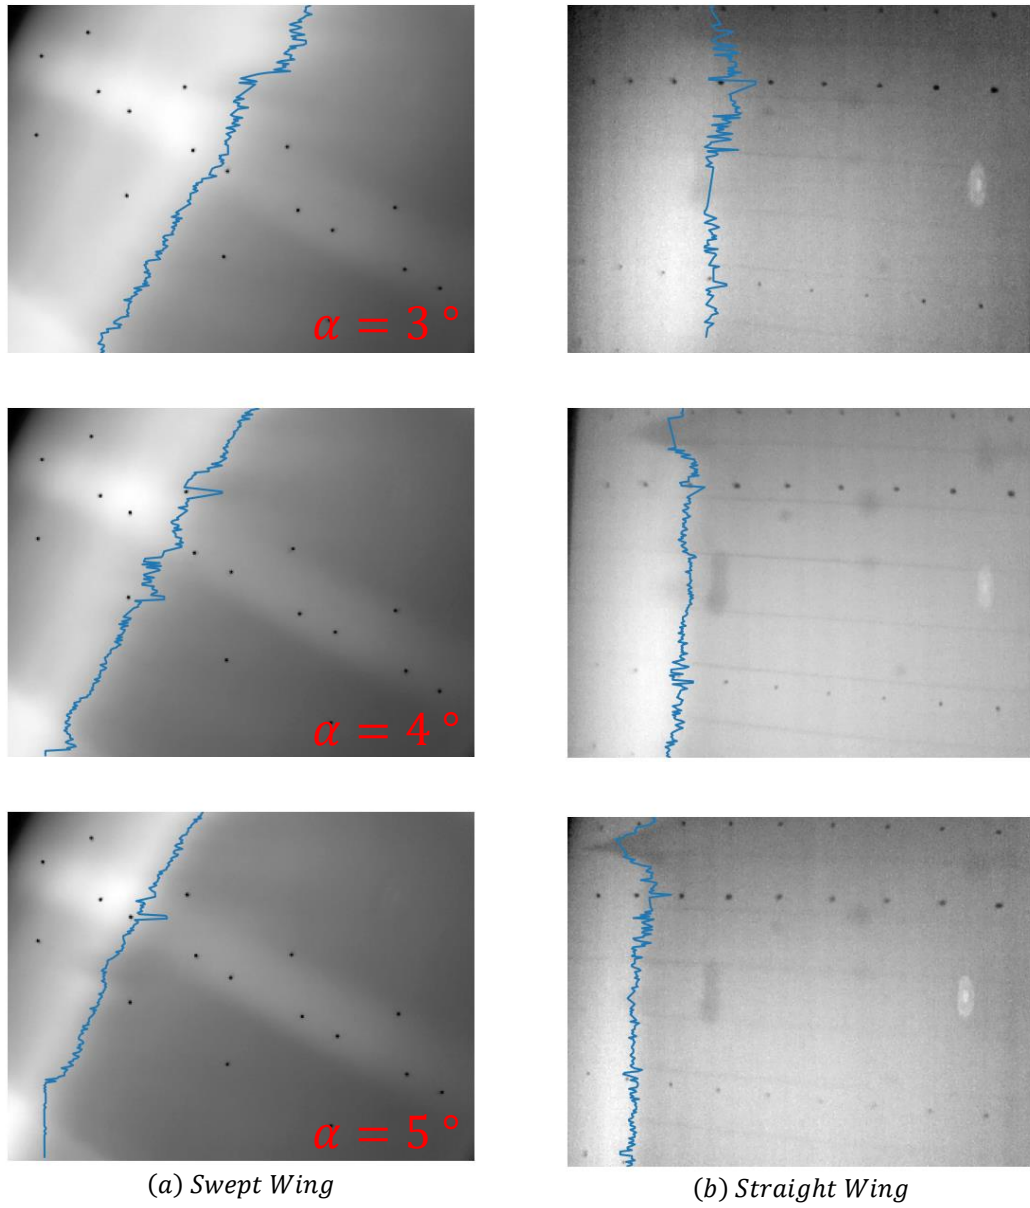 α = 3 °
α = 4 °
α = 5 °
(a) Swept Wing
(b) Straight Wing